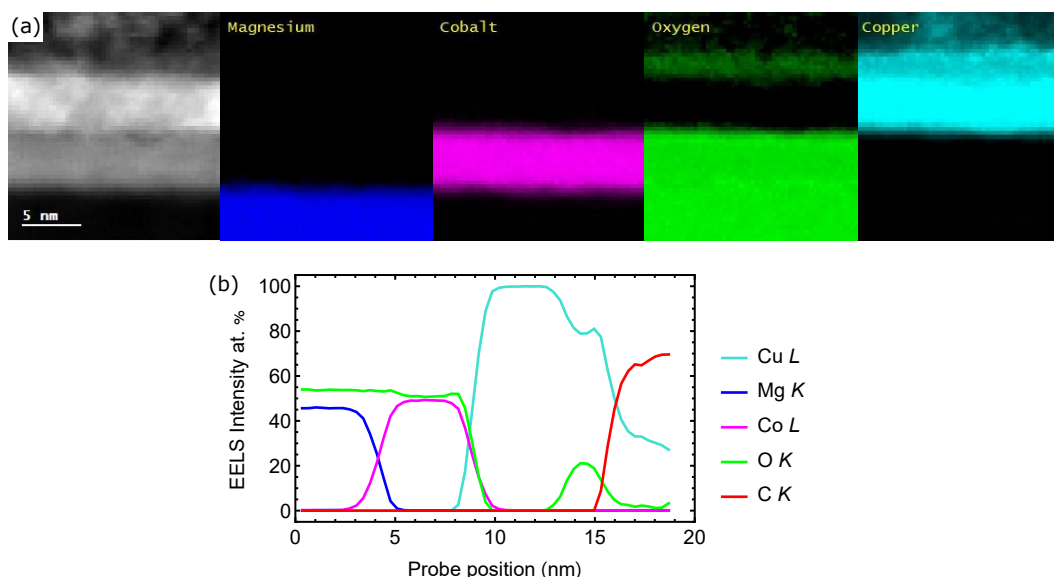 (a)
Magnesium
Cobalt
Oxygen
Copper
5 nm
(b)
EELS Intensity at. %
100
80
60
40
20
0
0
5
10
15
20
Probe position (nm)
Cu L
Mg K
Co L
O K
C K